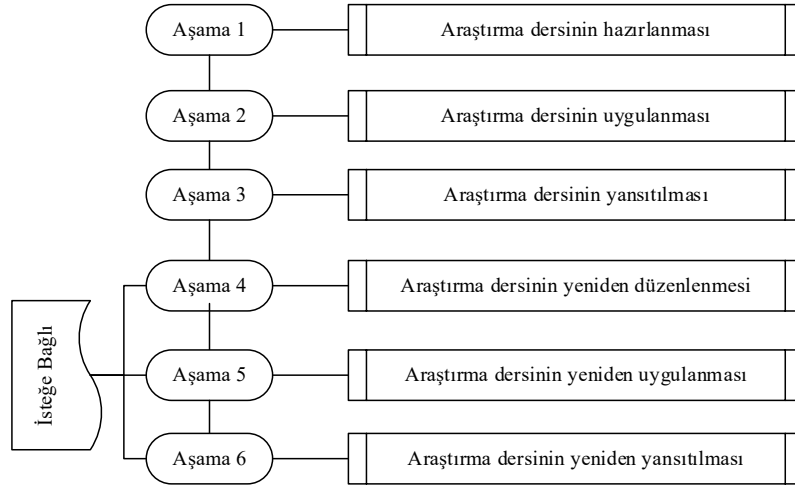 Aşama 1
Araştırma dersinin hazırlanması
Aşama 2
Araştırma dersinin uygulanması
Aşama 3
Araştırma dersinin yansıtılması
Aşama 4
Araştırma dersinin yeniden düzenlenmesi
İsteğe Bağlı
Aşama 5
Araştırma dersinin yeniden uygulanması
Aşama 6
Araştırma dersinin yeniden yansıtılması